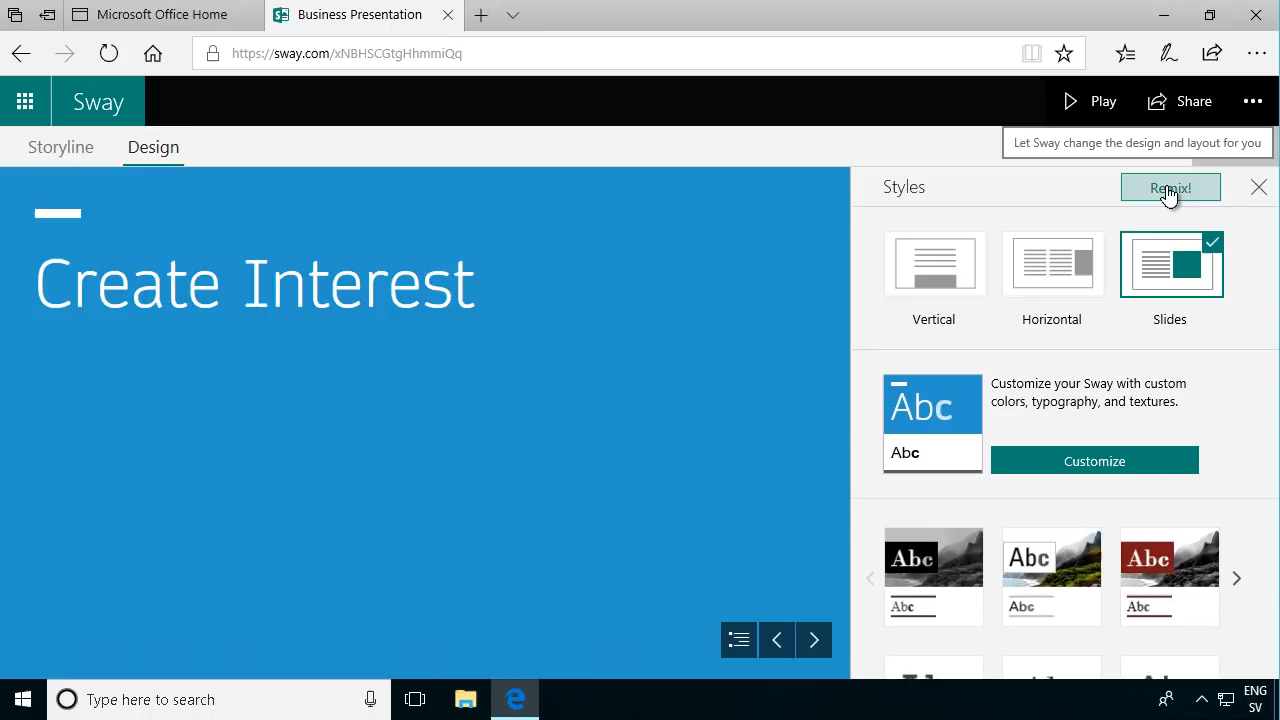 Microsoft Office Home
Business Presentation
https://sway.com/xNBHSCGtgHhmmiQq
Sway
Play
Share
Let Sway change the design and layout for you
Storyline
Design
Styles
Remix!
Create Interest
Vertical
Horizontal
Slides
Abc
Abc
Customize your Sway with custom
colors, typography, and textures.
Customize
Abc
Abc
Abc
Abc
Abc
Abc
Type here to search
ENG
SV